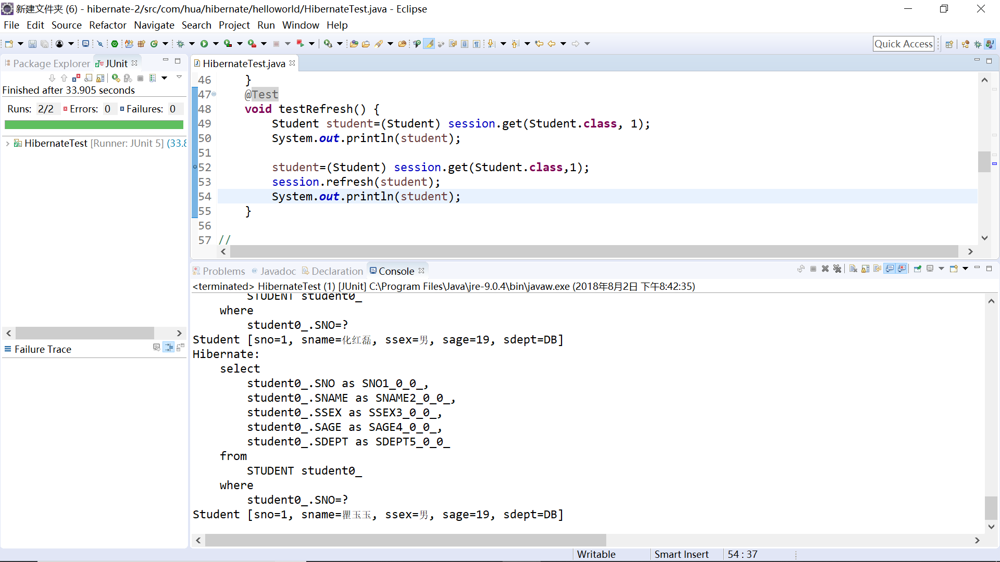 新建文件夹 (6) - hibernate-2/src/com/hua/hibernate/helloworld/HibernateTest.java - Eclipse
File Edit Source Refactor Navigate Search Project Run Window Help
Quick Access
Package Explorer JUnit
Finished after 33.905 seconds
Runs: 2/2 Errors: 0 Failures: 0
HibernateTest [Runner: JUnit 5] (33.8
Failure Trace
HibernateTest.java
46 }
47 @Test
48 void testRefresh() {
49 Student student=(Student) session.get(Student.class, 1);
50 System.out.println(student);
51
52 student=(Student) session.get(Student.class,1);
53 session.refresh(student);
54 System.out.println(student);
55 }
56
57 //
Problems Javadoc Declaration Console
<terminated> HibernateTest (1) [JUnit] C:\Program Files\Java\jre-9.0.4\bin\javaw.exe (2018年8月2日 下午8:42:35)
STUDENT student0_
where
student0_.SNO=?
Student [sno=1, sname=化红磊, ssex=男, sage=19, sdept=DB]
Hibernate:
select
student0_.SNO as SNO1_0_0_,
student0_.SNAME as SNAME2_0_0_,
student0_.SSEX as SSEX3_0_0_,
student0_.SAGE as SAGE4_0_0_,
student0_.SDEPT as SDEPT5_0_0_
from
STUDENT student0_
where
student0_.SNO=?
Student [sno=1, sname=瞿玉玉, ssex=男, sage=19, sdept=DB]
Writable Smart Insert 54 : 37